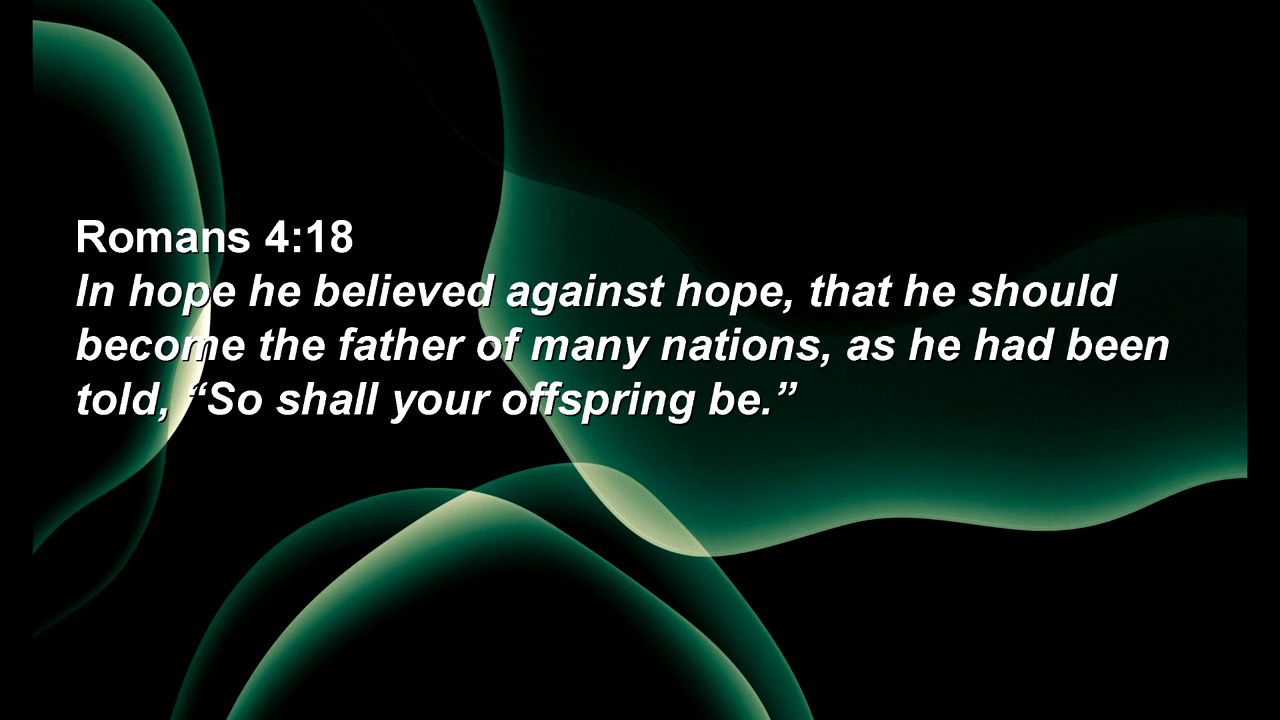 Romans 4:18
In hope he believed against hope, that he should
become the father of many nations, as he had been
told, “So shall your offspring be.”